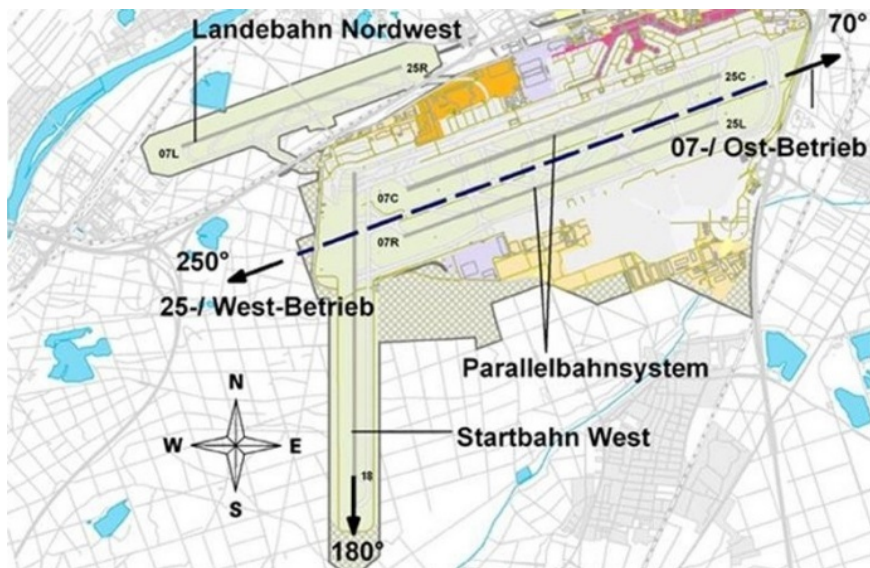 Landebahn Nordwest
70°
25R
25C
25L
07L
07-/ Ost-Betrieb
07C
07R
250°
25-/ West-Betrieb
Parallelbahnsystem
N
W
E
S
Startbahn West
18
180°